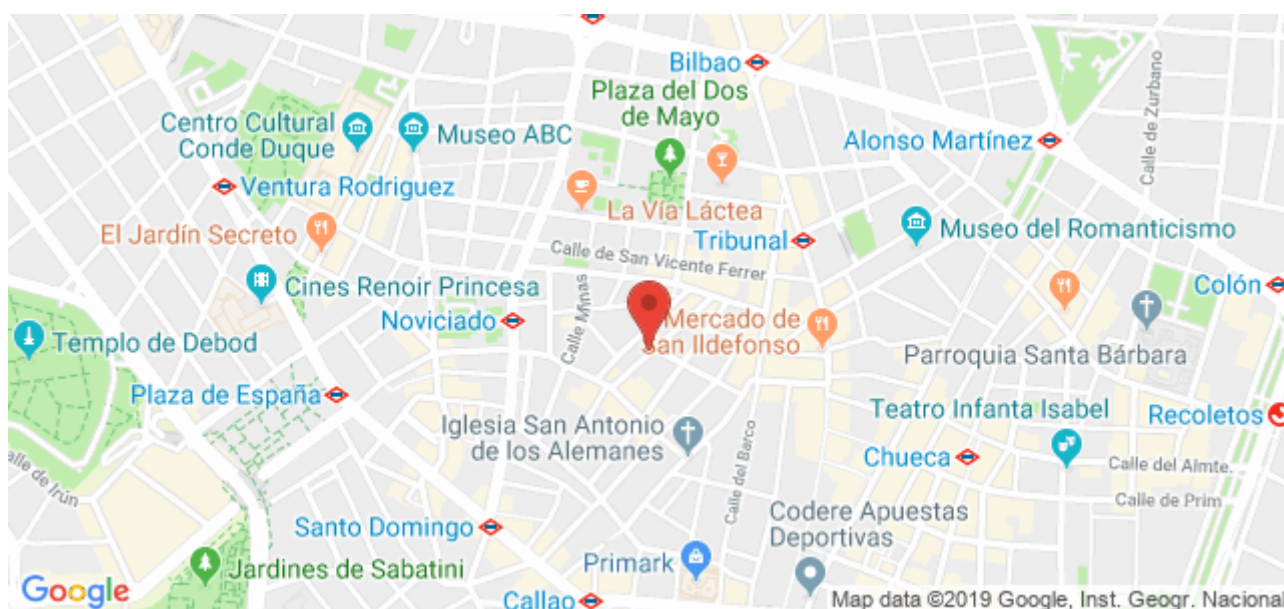 Bilbao
Plaza del Dos
de Mayo
Calle de Zurbano
Centro Cultural
Conde Duque
Museo ABC
Alonso Martínez
Ventura Rodriguez
La Vía Láctea
El Jardín Secreto
Tribunal
Museo del Romanticismo
Calle de San Vicente Ferrer
Cines Renoir Princesa
Colón
Calle Minas
Noviciado
Mercado de
San Ildefonso
Templo de Debod
Parroquia Santa Bárbara
Plaza de España
Teatro Infanta Isabel
Recoletos
Iglesia San Antonio
de los Alemanes
Chueca
Calle del Barco
Calle del Almte.
Calle de Prim
alle de Irún
Santo Domingo
Codere Apuestas
Deportivas
Primark
Jardines de Sabatini
Google
Callao
Map data ©2019 Google, Inst. Geogr. Nacional